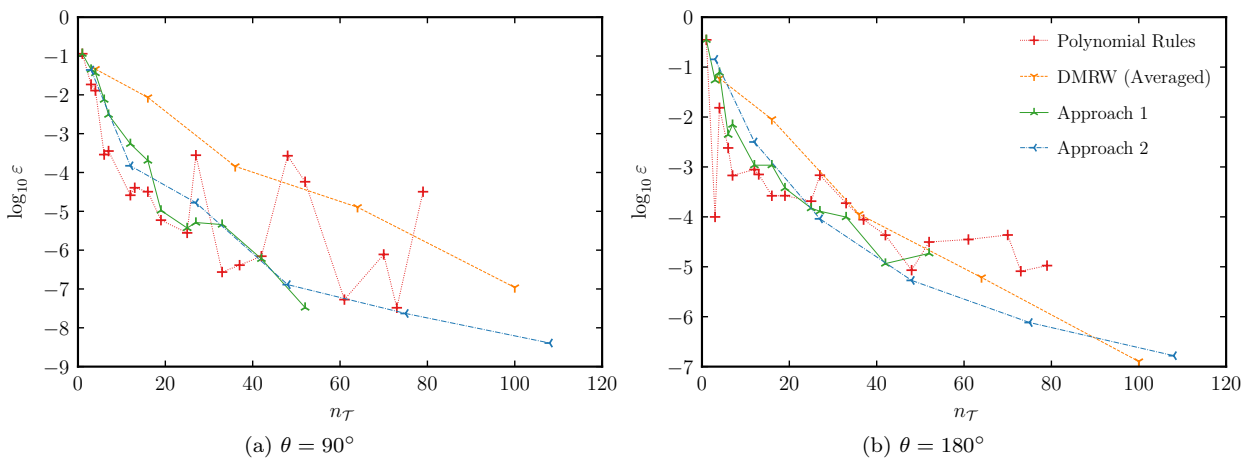 0
−1
−2
−3
−4
−5
−6
−7
−8
−9
log₁₀ ε
0 20 40 60 80 100 120
n_𝒯
(a) θ = 90°
0
−1
−2
−3
−4
−5
−6
−7
log₁₀ ε
Polynomial Rules
DMRW (Averaged)
Approach 1
Approach 2
0 20 40 60 80 100 120
n_𝒯
(b) θ = 180°